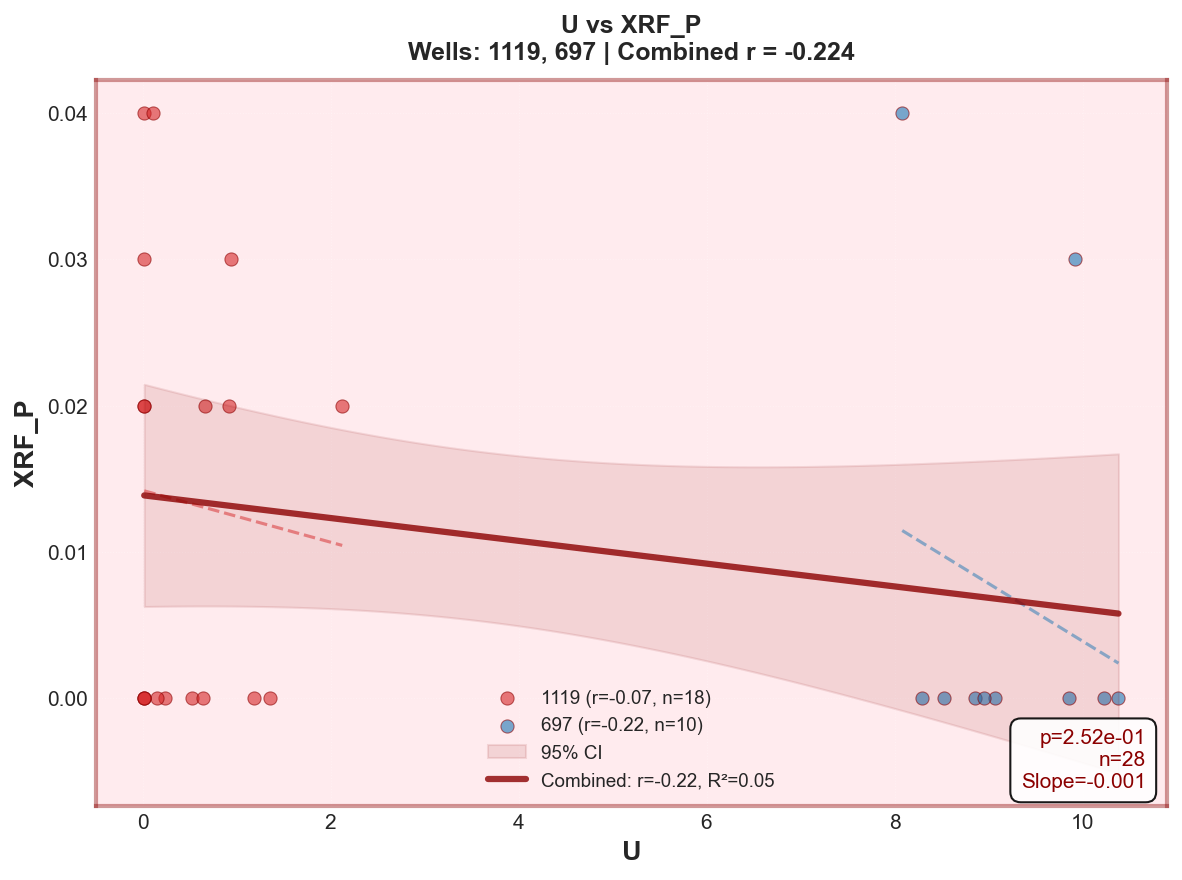 U vs XRF_P
Wells: 1119, 697 | Combined r = -0.224
XRF_P
0.04
0.03
0.02
0.01
0.00
1119 (r=-0.07, n=18)
697 (r=-0.22, n=10)
95% CI
Combined: r=-0.22, R²=0.05
p=2.52e-01
n=28
Slope=-0.001
0 2 4 6 8 10
U